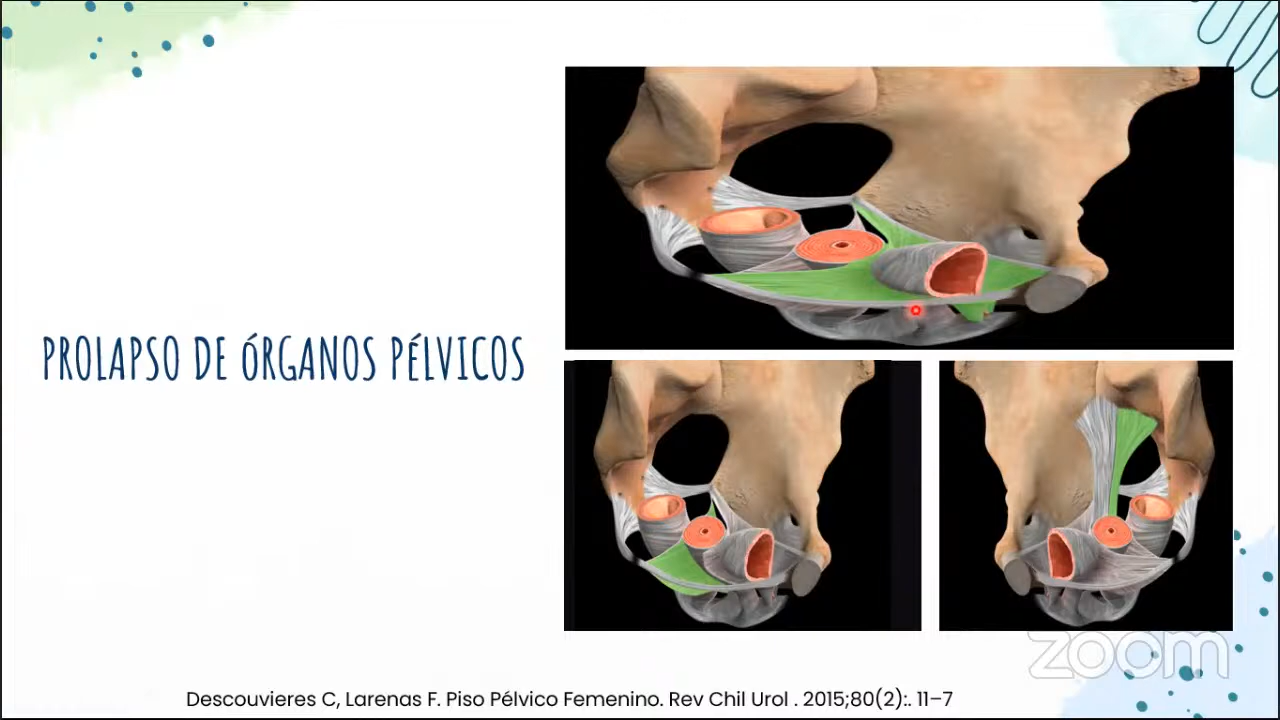 PROLAPSO DE ÓRGANOS PÉLVICOS
zoom
Descouvieres C, Larenas F. Piso Pélvico Femenino. Rev Chil Urol . 2015;80(2):. 11–7